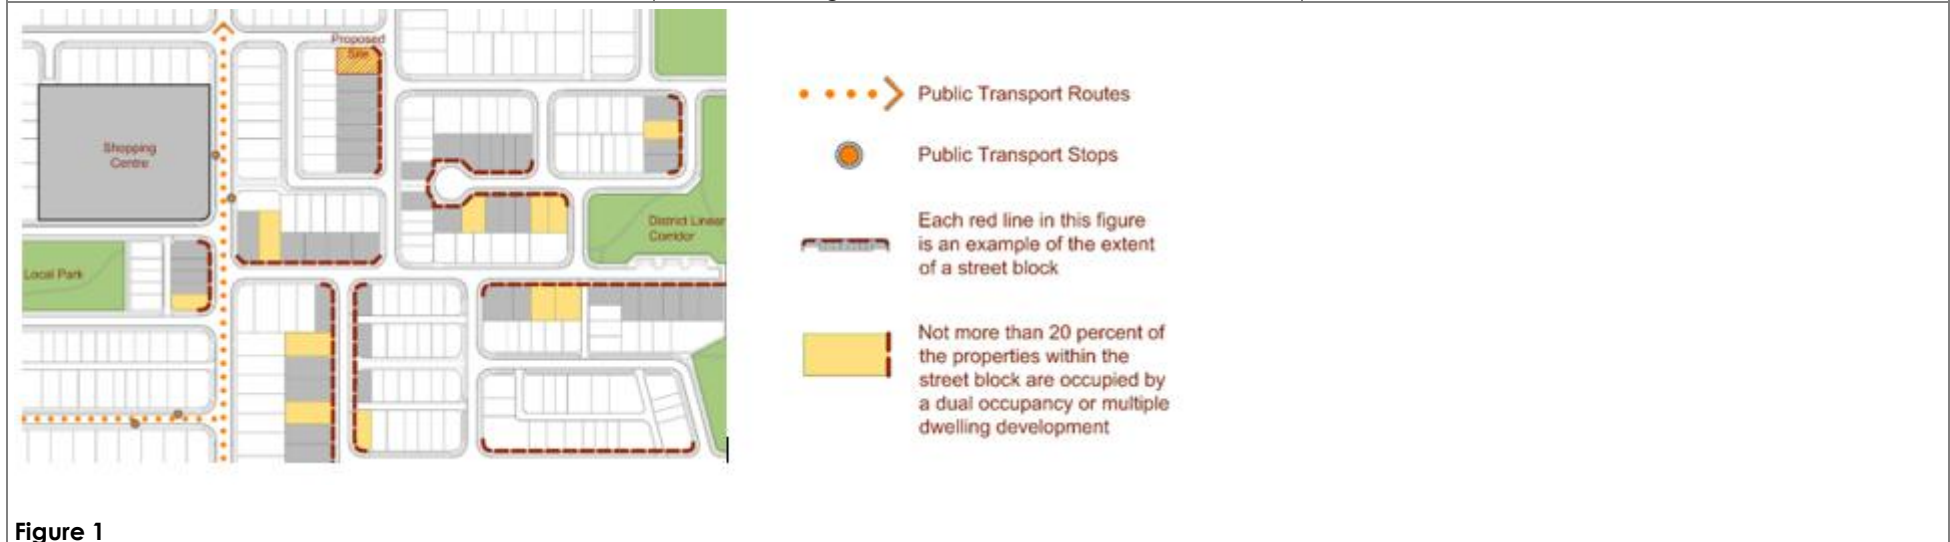 Proposed
Site
Shopping
Centre
District Linear
Corridor
Local Park
Public Transport Routes
Public Transport Stops
Each red line in this figure
is an example of the extent
of a street block
Not more than 20 percent of
the properties within the
street block are occupied by
a dual occupancy or multiple
dwelling development
Figure 1